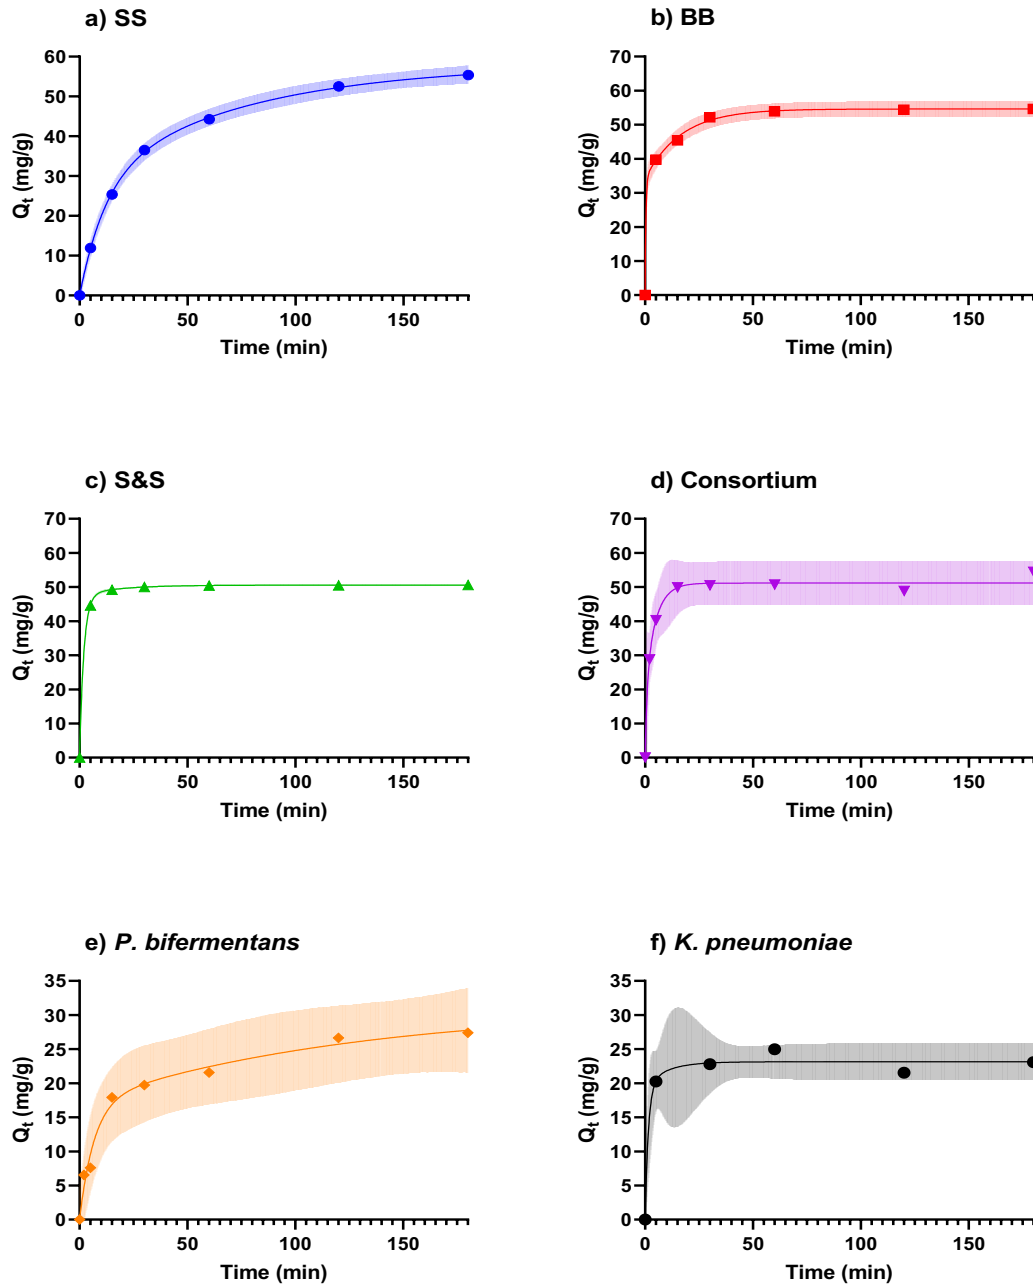 a) SS
60
50
40
30
20
10
0
Qt (mg/g)
0 50 100 150
Time (min)
b) BB
70
60
50
40
30
20
10
0
Qt (mg/g)
0 50 100 150
Time (min)
c) S&S
70
60
50
40
30
20
10
0
Qt (mg/g)
0 50 100 150
Time (min)
d) Consortium
70
60
50
40
30
20
10
0
Qt (mg/g)
0 50 100 150
Time (min)
e) P. bifermentans
35
30
25
20
15
10
5
0
Qt (mg/g)
0 50 100 150
Time (min)
f) K. pneumoniae
35
30
25
20
15
10
5
0
Qt (mg/g)
0 50 100 150
Time (min)